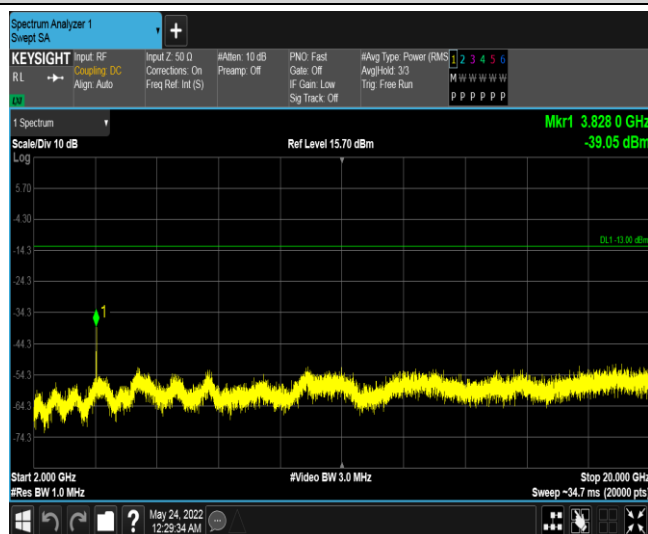 Spectrum Analyzer 1
Swept SA
+
KEYSIGHT Input: RF Input Z: 50 Ω #Atten: 10 dB PNO: Fast #Avg Type: Power (RMS 1 2 3 4 5 6
R L Coupling: DC Corrections: On Preamp: Off Gate: Off Avg|Hold: 3/3 M W W W W W
Align: Auto Freq Ref: Int (S) IF Gain: Low Trig: Free Run
Sig Track: Off P P P P P P
LXI
1 Spectrum
Mkr1 3.828 0 GHz
Scale/Div 10 dB Ref Level 15.70 dBm -39.05 dBm
Log
5.70
-4.30
DL1 -13.00 dBm
-14.3
-24.3
-34.3
1
-44.3
-54.3
-64.3
-74.3
Start 2.000 GHz #Video BW 3.0 MHz Stop 20.000 GHz
#Res BW 1.0 MHz Sweep ~34.7 ms (20000 pts)
? May 24, 2022
12:29:34 AM